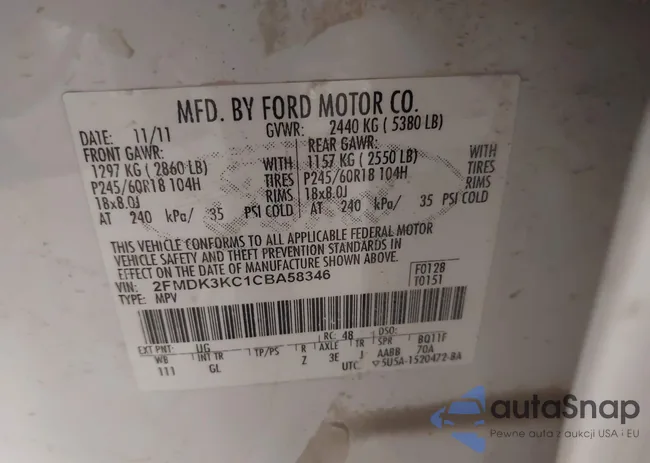 MFD. BY FORD MOTOR CO.
DATE: 11/11 GVWR: 2440 KG ( 5380 LB)
FRONT GAWR: REAR GAWR:
1297 KG ( 2860 LB) WITH 1157 KG ( 2550 LB) WITH
P245/60R18 104H TIRES P245/60R18 104H TIRES
18x8.0J RIMS 18x8.0J RIMS
AT 240 kPa/ 35 PSI COLD AT 240 kPa/ 35 PSI COLD
THIS VEHICLE CONFORMS TO ALL APPLICABLE FEDERAL MOTOR
VEHICLE SAFETY AND THEFT PREVENTION STANDARDS IN
EFFECT ON THE DATE OF MANUFACTURE SHOWN ABOVE.
VIN: 2FMDK3KC1CBA58346 F0128
TYPE: MPV T0151
EXT PNT: UG RC: 48 DSO:
WB INT TR TP/PS R AXLE TR SPR BQ11F
111 GL Z 3E J AABB 70A
UTC. 5U5A-1520472-BA
autoSnap
Pewne auta z aukcji USA i EU